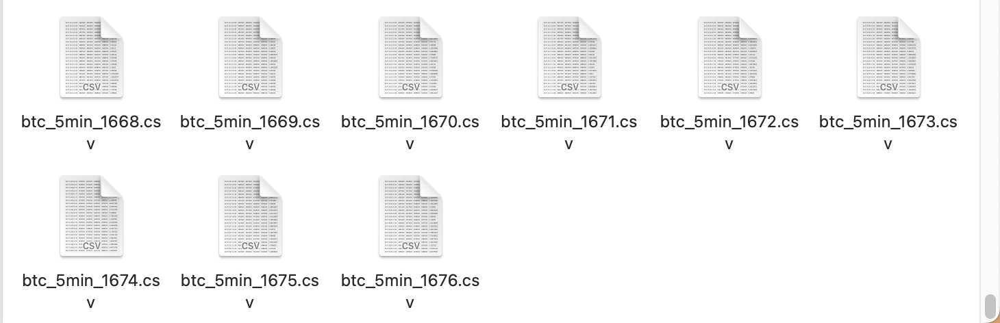 CSV CSV CSV CSV CSV CSV
btc_5min_1668.cs btc_5min_1669.cs btc_5min_1670.cs btc_5min_1671.cs btc_5min_1672.cs btc_5min_1673.cs
v v v v v v
CSV CSV CSV
btc_5min_1674.cs btc_5min_1675.cs btc_5min_1676.cs
v v v